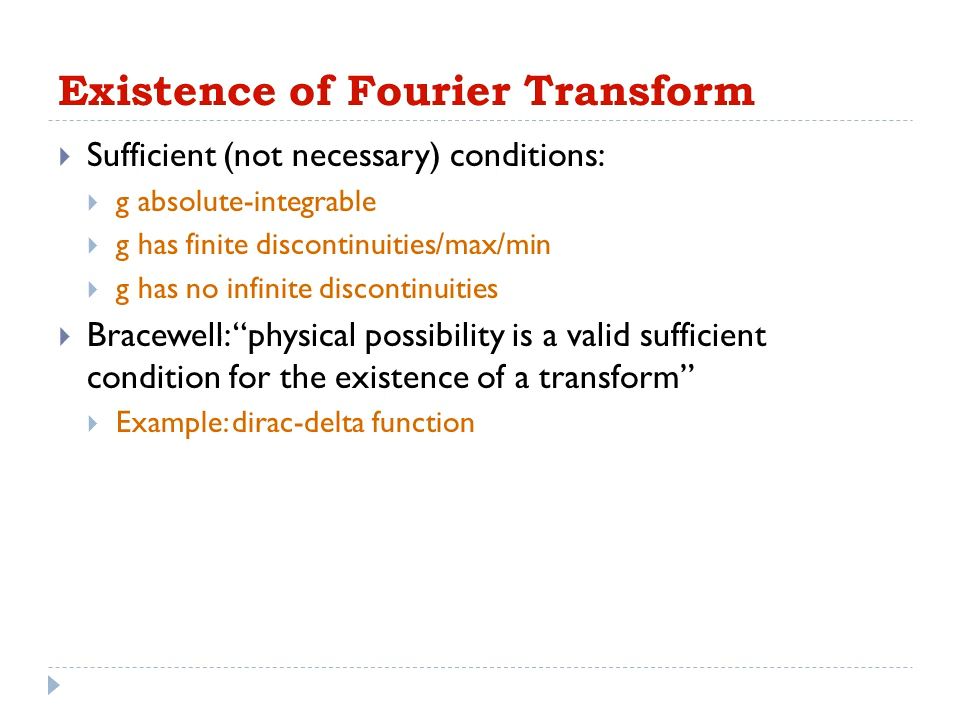 Existence of Fourier Transform
Sufficient (not necessary) conditions:
g absolute-integrable
g has finite discontinuities/max/min
g has no infinite discontinuities
Bracewell: “physical possibility is a valid sufficient
condition for the existence of a transform”
Example: dirac-delta function